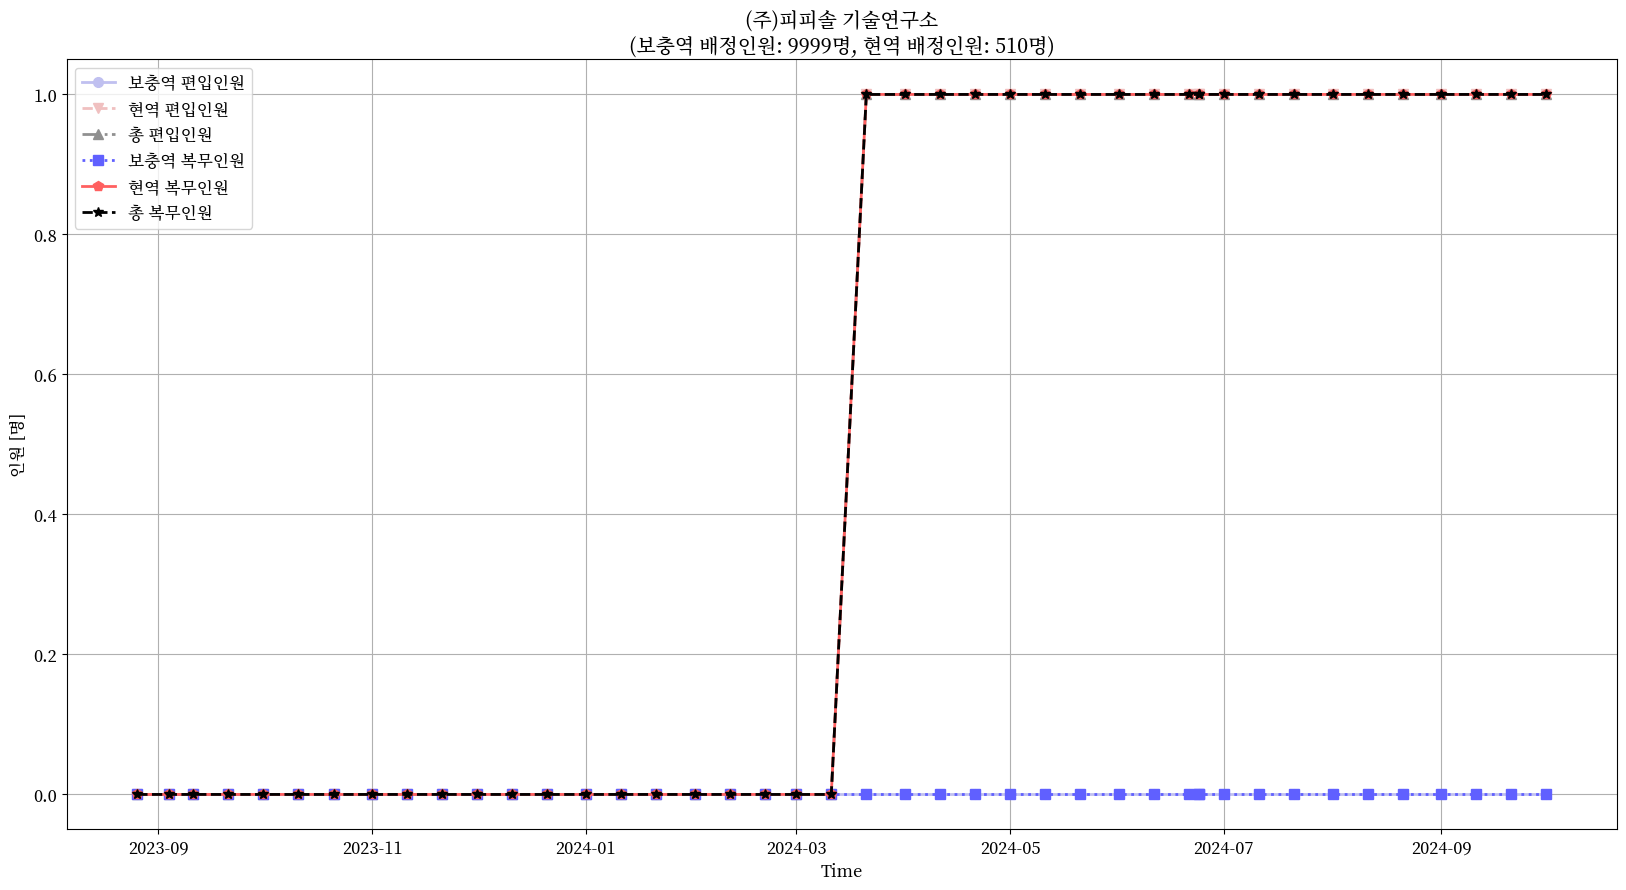 (주)피피솔 기술연구소
(보충역 배정인원: 9999명, 현역 배정인원: 510명)
보충역 편입인원
현역 편입인원
총 편입인원
보충역 복무인원
현역 복무인원
총 복무인원
1.0
0.8
0.6
0.4
0.2
0.0
인원 [명]
2023-09
2023-11
2024-01
2024-03
2024-05
2024-07
2024-09
Time